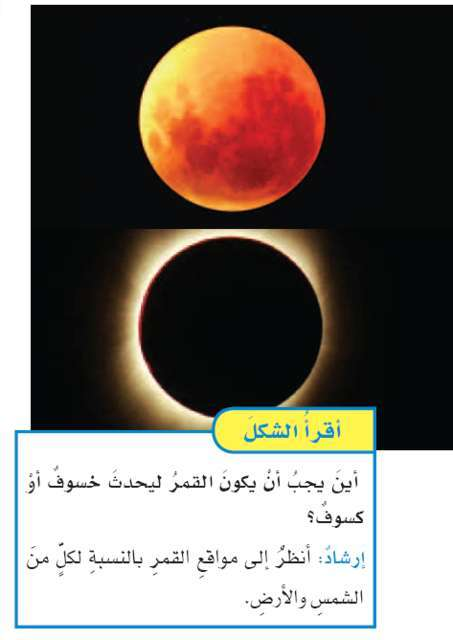 أقرأُ الشكلَ
أينَ يجبُ أنْ يكونَ القمرُ ليحدثَ خسوفٌ أوْ
كسوفٌ؟
إرشادٌ: أنظرُ إلى مواقعِ القمرِ بالنسبةِ لكلٍّ منَ
الشمسِ والأرضِ.